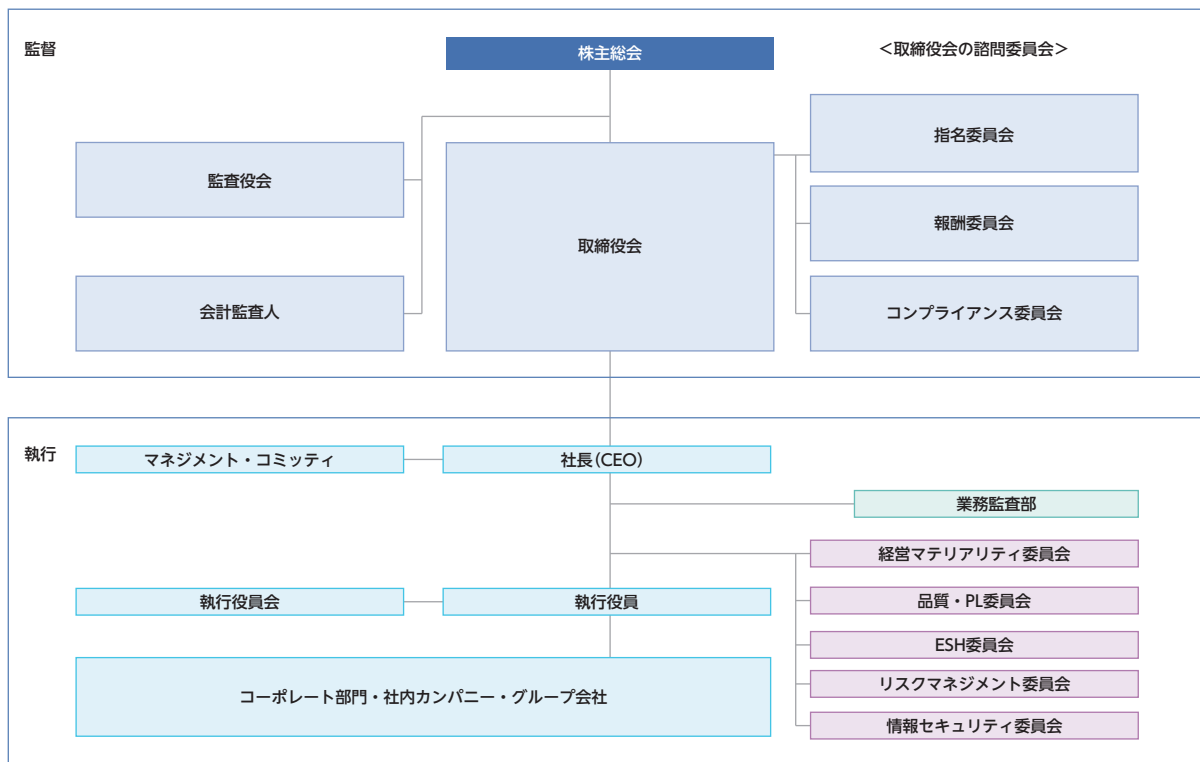 監督
株主総会
＜取締役会の諮問委員会＞
指名委員会
監査役会
報酬委員会
取締役会
会計監査人
コンプライアンス委員会
執行
マネジメント・コミッティ
社長（CEO）
業務監査部
経営マテリアリティ委員会
執行役員会
執行役員
品質・PL委員会
ESH委員会
リスクマネジメント委員会
コーポレート部門・社内カンパニー・グループ会社
情報セキュリティ委員会